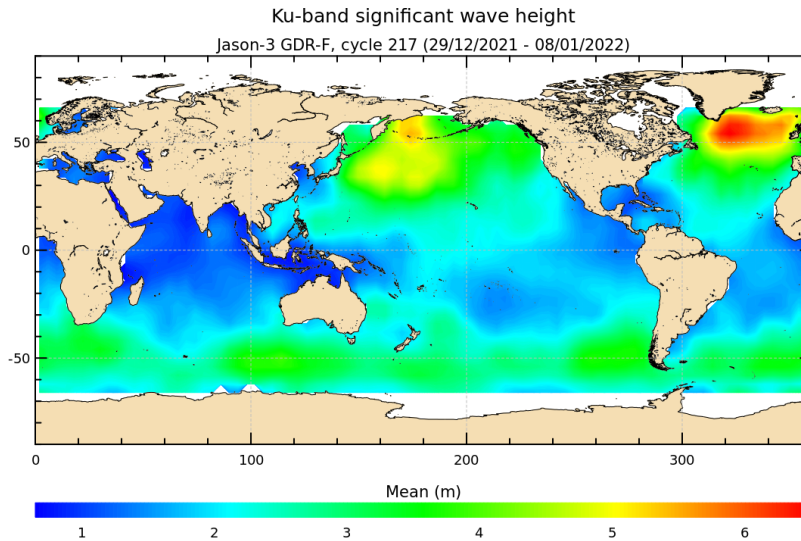 Ku-band significant wave height
Jason-3 GDR-F, cycle 217 (29/12/2021 - 08/01/2022)
50
0
-50
0 100 200 300
Mean (m)
1 2 3 4 5 6